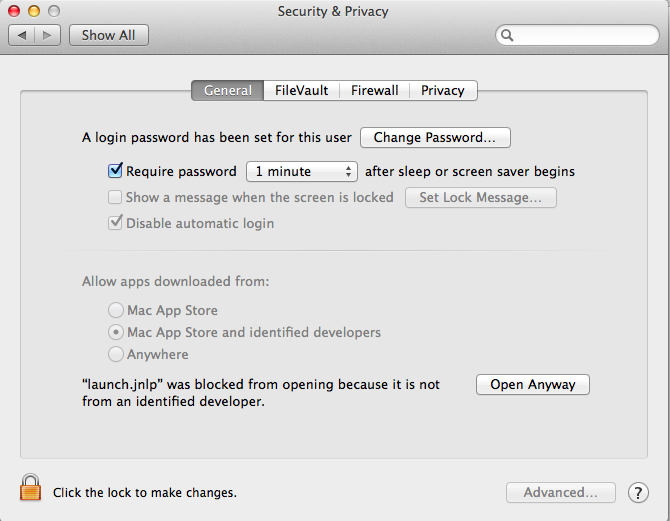 Security & Privacy
Show All
General FileVault Firewall Privacy
A login password has been set for this user Change Password...
Require password 1 minute after sleep or screen saver begins
Show a message when the screen is locked Set Lock Message...
Disable automatic login
Allow apps downloaded from:
Mac App Store
Mac App Store and identified developers
Anywhere
“launch.jnlp” was blocked from opening because it is not Open Anyway
from an identified developer.
Click the lock to make changes. Advanced... ?